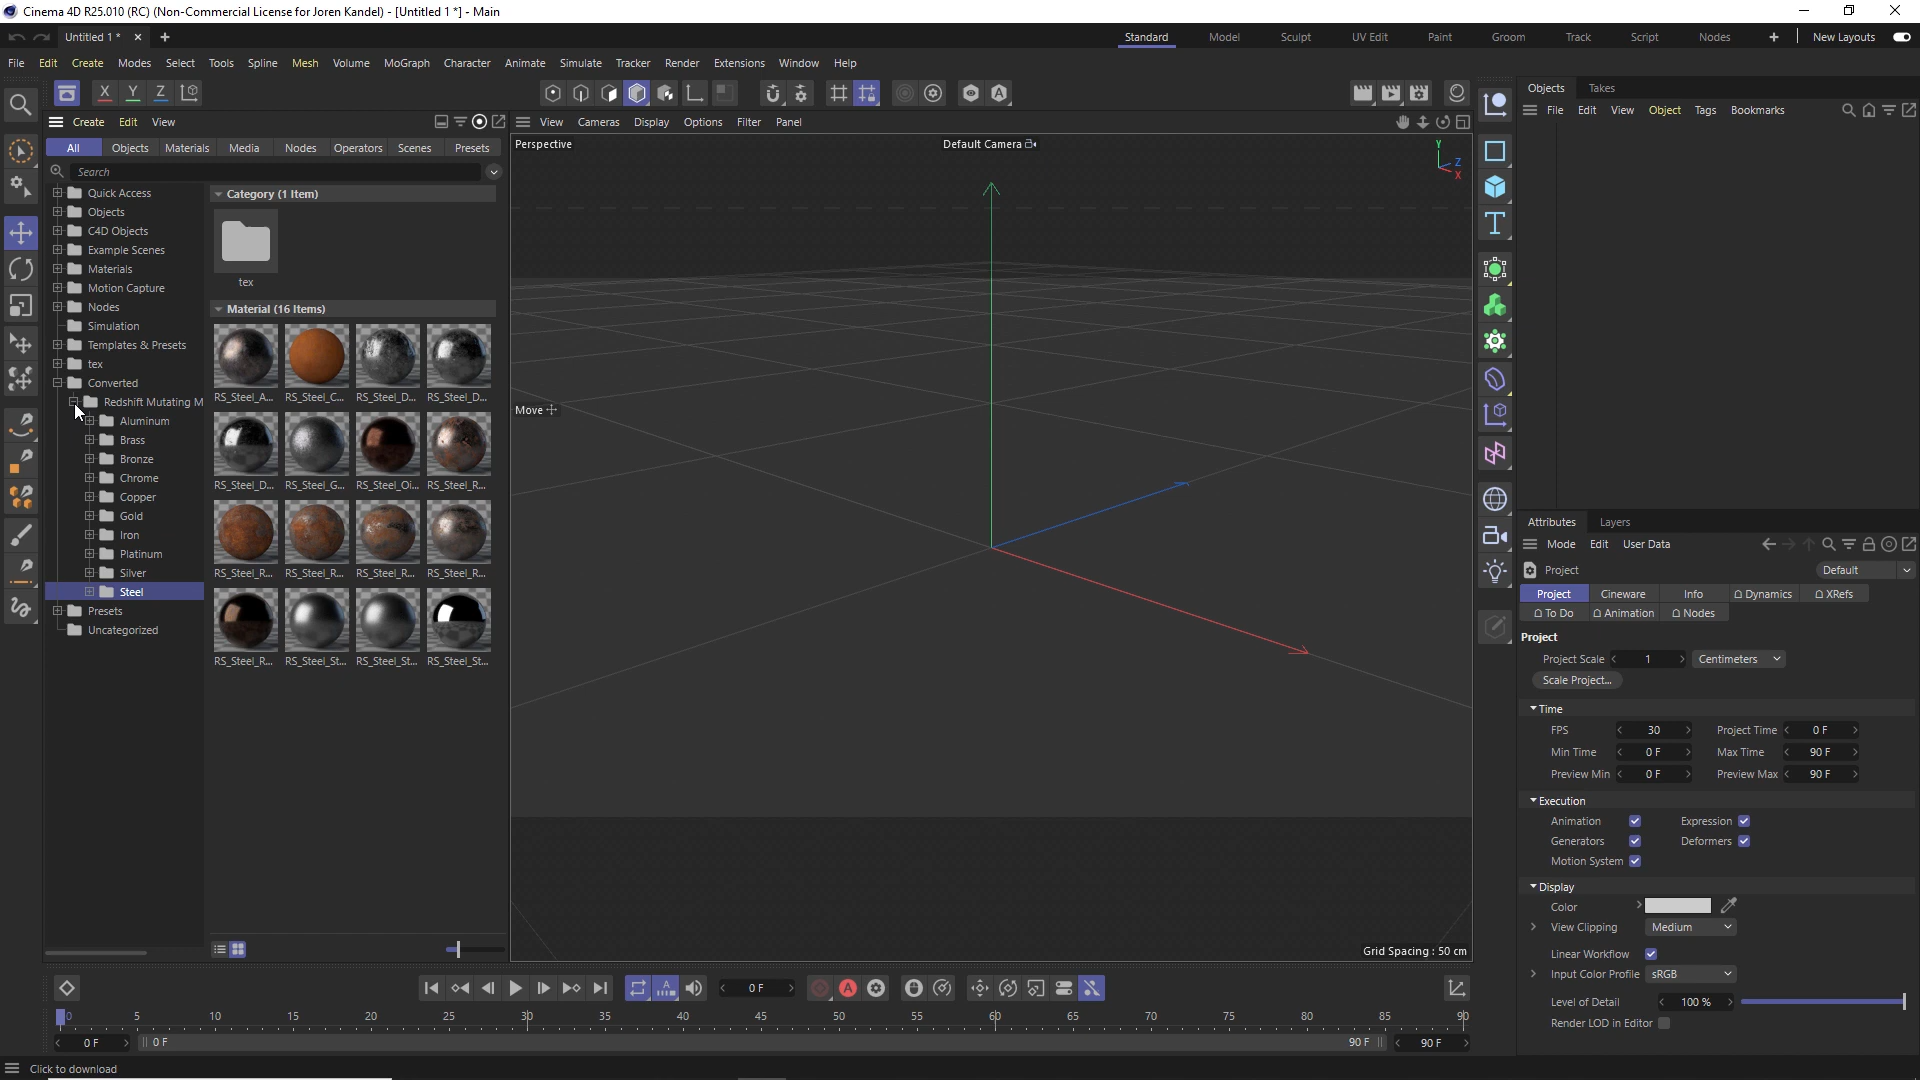 Cinema 4D R25.010 (RC) (Non-Commercial License for Joren Kandel) - [Untitled 1 *] - Main
Untitled 1 *
Standard Model Sculpt UV Edit Paint Groom Track Script Nodes New Layouts
File Edit Create Modes Select Tools Spline Mesh Volume MoGraph Character Animate Simulate Tracker Render Extensions Window Help
X Y Z
Create Edit View
All Objects Materials Media Nodes Operators Scenes Presets
Search
Quick Access
Objects
C4D Objects
Example Scenes
Materials
Motion Capture
Nodes
Simulation
Templates & Presets
tex
Converted
Redshift Mutating M
Aluminum
Brass
Bronze
Chrome
Copper
Gold
Iron
Platinum
Silver
Steel
Presets
Uncategorized
Category (1 Item)
tex
Material (16 Items)
RS_Steel_A... RS_Steel_C... RS_Steel_D... RS_Steel_D...
RS_Steel_D... RS_Steel_G... RS_Steel_Oi... RS_Steel_R...
RS_Steel_R... RS_Steel_R... RS_Steel_R... RS_Steel_R...
RS_Steel_R... RS_Steel_St... RS_Steel_St... RS_Steel_St...
View Cameras Display Options Filter Panel
Perspective
Default Camera
Y
Z
X
Move
Grid Spacing : 50 cm
Objects Takes
File Edit View Object Tags Bookmarks
Attributes Layers
Mode Edit User Data
Project
Default
Project Cineware Info Dynamics XRefs
To Do Animation Nodes
Project
Project Scale 1 Centimeters
Scale Project...
Time
FPS 30 Project Time 0 F
Min Time 0 F Max Time 90 F
Preview Min 0 F Preview Max 90 F
Execution
Animation Expression
Generators Deformers
Motion System
Display
Color
View Clipping Medium
Linear Workflow
Input Color Profile sRGB
Level of Detail 100 %
Render LOD in Editor
0 F
0 5 10 15 20 25 30 35 40 45 50 55 60 65 70 75 80 85 90
0 F 0 F 90 F 90 F
Click to download